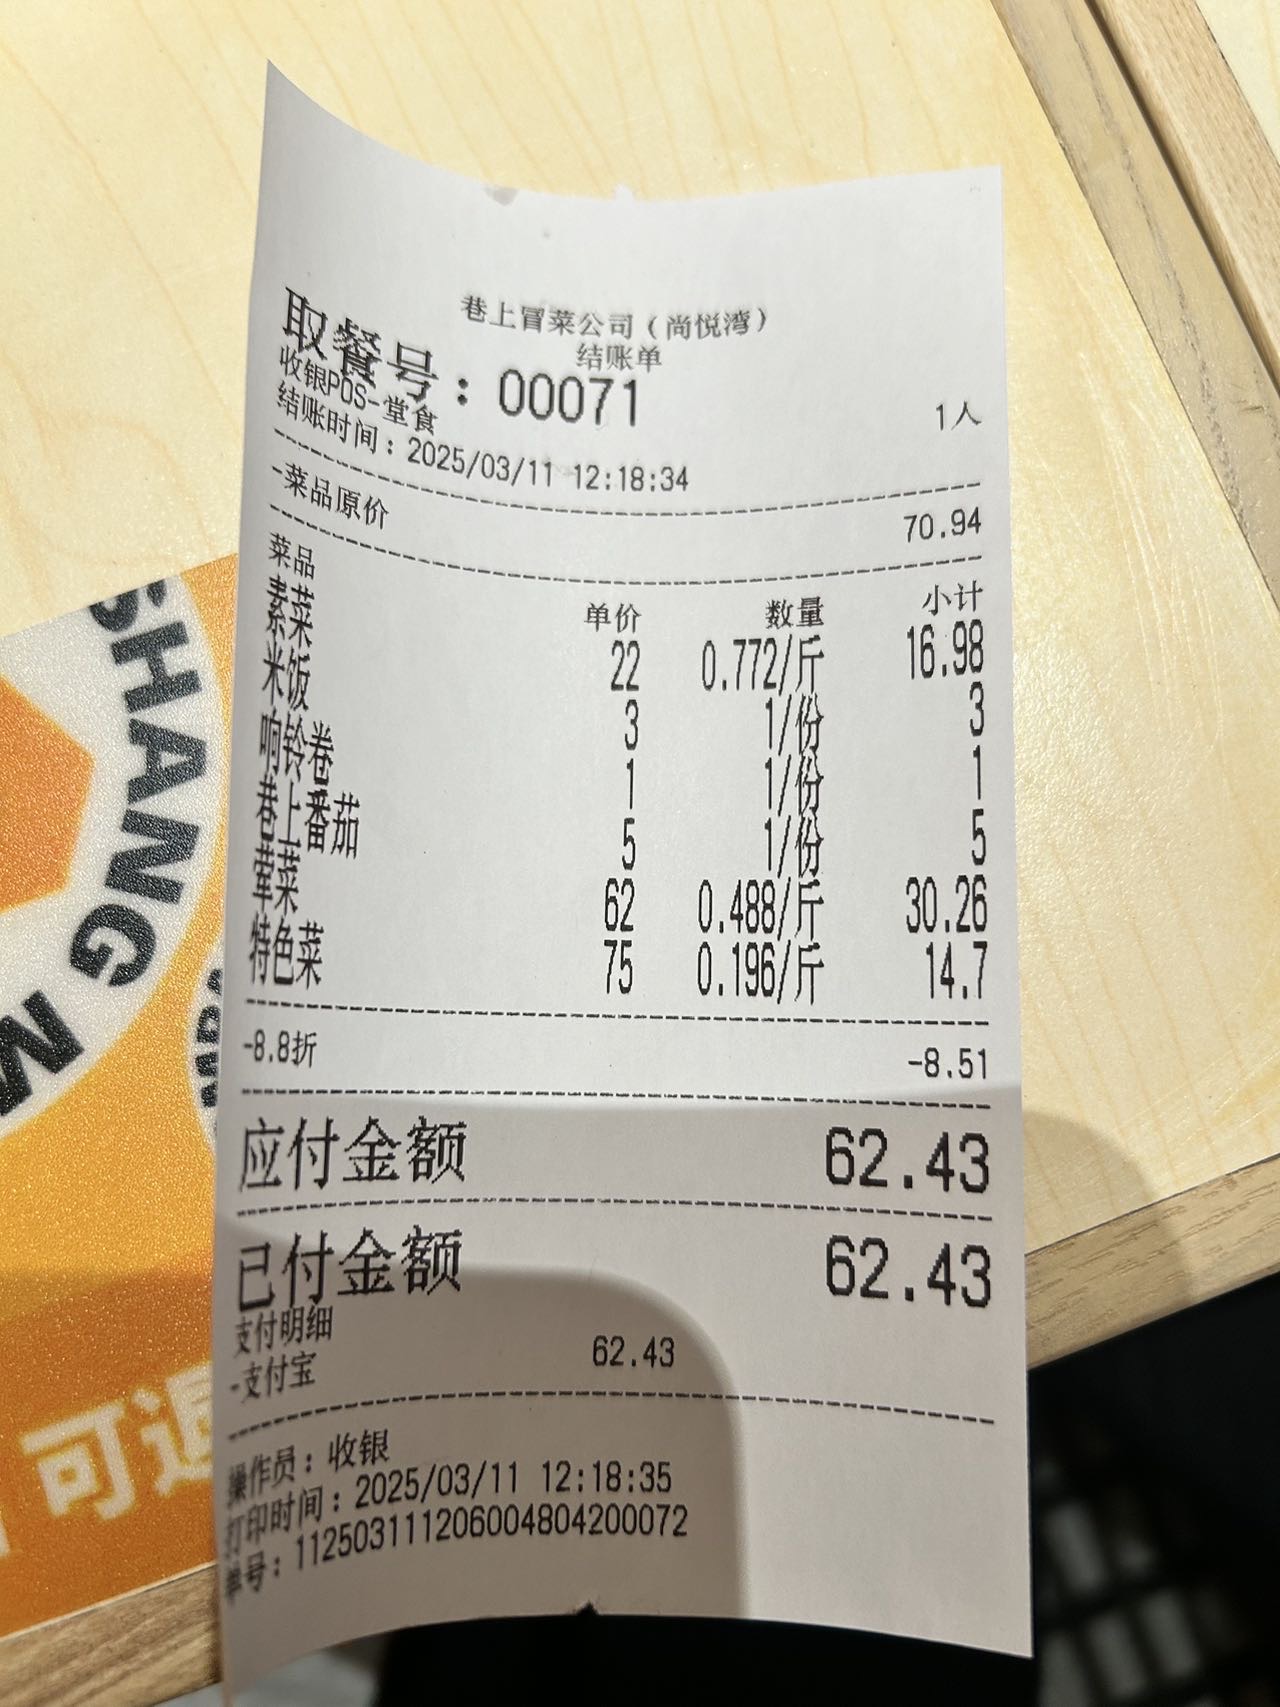 巷上冒菜公司(尚悦湾)
结账单
取餐号:00071
收银POS-堂食 1人
结账时间:2025/03/11 12:18:34
-菜品原价 70.94
菜品 单价 数量 小计
素菜 22 0.772/斤 16.98
米饭 3 1/份 3
响铃卷 1 1/份 1
巷上番茄 5 1/份 5
荤菜 62 0.488/斤 30.26
特色菜 75 0.196/斤 14.7
-8.8折 -8.51
应付金额 62.43
已付金额 62.43
支付明细
-支付宝 62.43
操作员:收银
打印时间:2025/03/11 12:18:35
单号:11250311120600480420007​2
SHANG M
可退